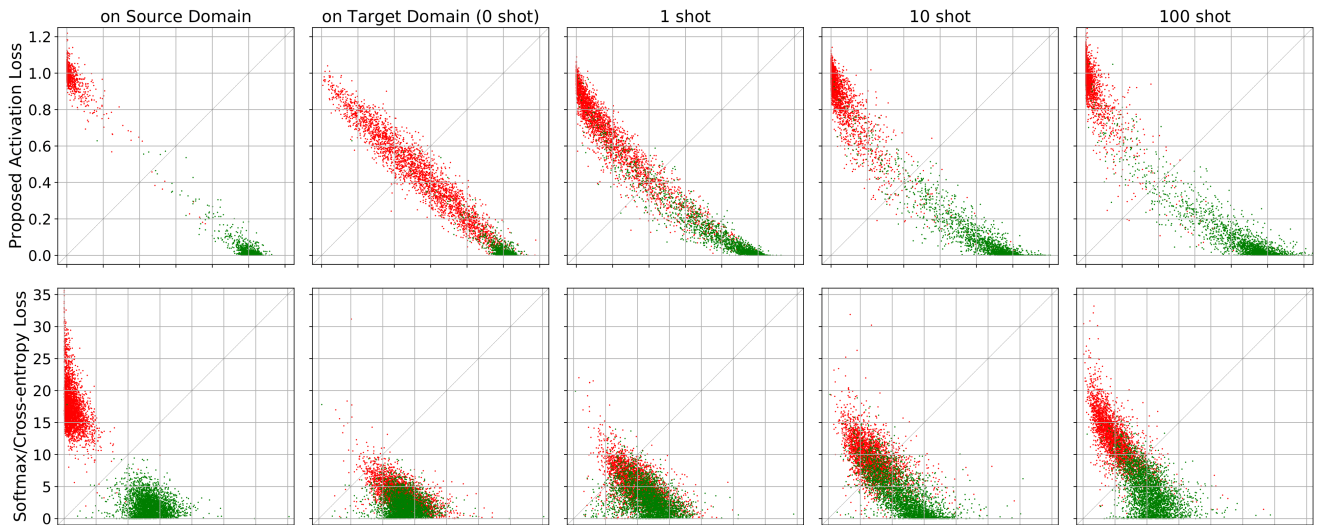 on Source Domain
on Target Domain (0 shot)
1 shot
10 shot
100 shot
Proposed Activation Loss
1.2
1.0
0.8
0.6
0.4
0.2
0.0
Softmax/Cross-entropy Loss
35
30
25
20
15
10
5
0